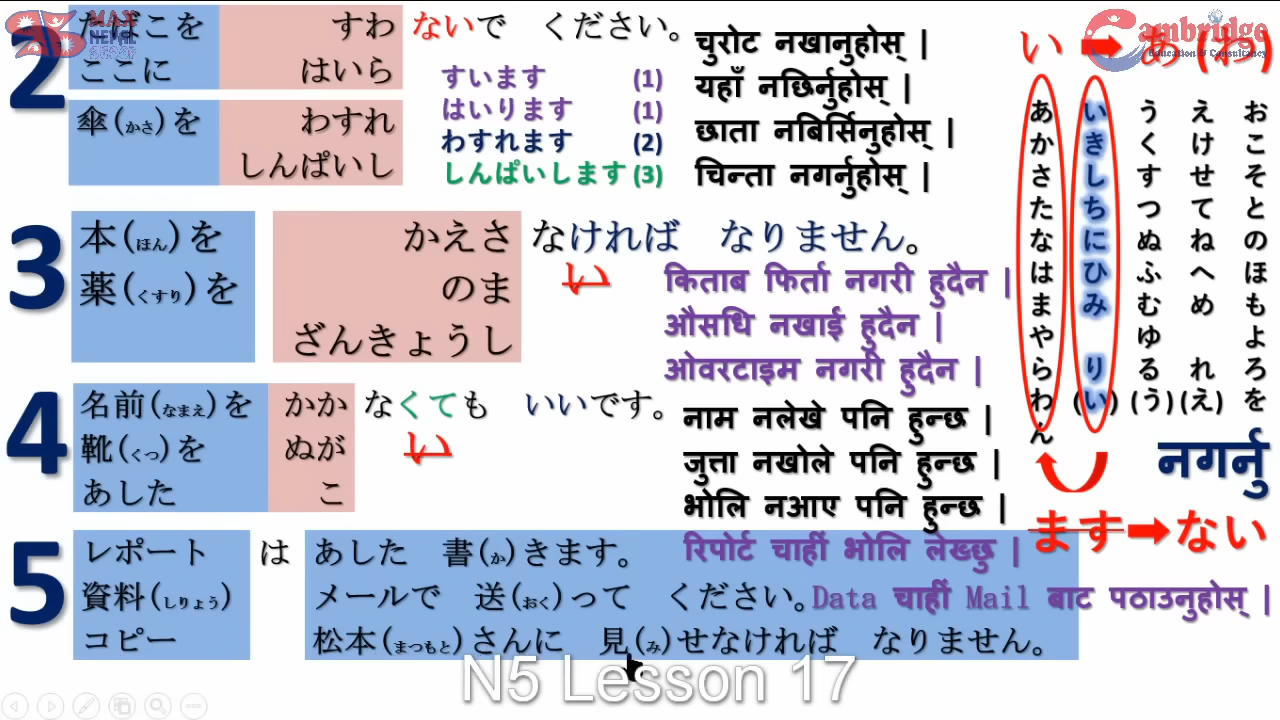 2
たばこを すわ ないで ください。
ここに はいら
傘(かさ)を わすれ
しんぱいし
すいます (1)
はいります (1)
わすれます (2)
しんぱいします (3)
चुरोट नखानुहोस् |
यहाँ नछिर्नुहोस् |
छाता नबिर्सिनुहोस् |
चिन्ता नगर्नुहोस् |
MAX NEPAL
Cambridge
Education & Consultancy
い ➡ あ (わ)
あ い う え お
か き く け こ
さ し す せ そ
た ち つ て と
な に ぬ ね の
は ひ ふ へ ほ
ま み む め も
や ゆ よ
ら り る れ ろ
わ (い) (う) (え) を
ん
3
本(ほん)を かえさ なければ なりません。
薬(くすり)を のま い
ざんきょうし
किताब फिर्ता नगरी हुदैन |
औसधि नखाई हुदैन |
ओवरटाइम नगरी हुदैन |
4
名前(なまえ)を かか なくても いいです。
靴(くつ)を ぬが い
あした こ
नाम नलेखे पनि हुन्छ |
जुत्ता नखोले पनि हुन्छ |
भोलि नआए पनि हुन्छ |
नगर्नु
ます➡ない
5
レポート は あした 書(か)きます。 रिपोर्ट चाहीं भोलि लेख्छु |
資料(しりょう) メールで 送(おく)って ください。 Data चाहीं Mail बाट पठाउनुहोस् |
コピー 松本(まつもと)さんに 見(み)せなければ なりません。
N5 Lesson 17